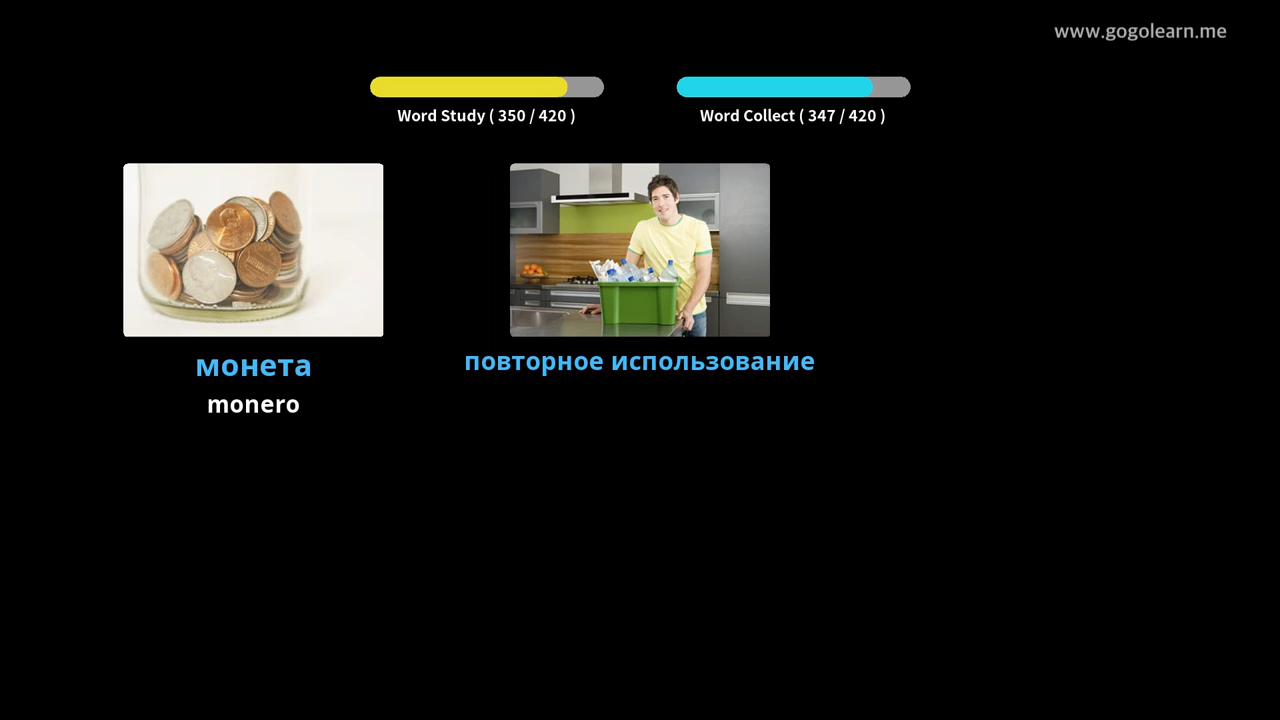 www.gogolearn.me
Word Study ( 350 / 420 )
Word Collect ( 347 / 420 )
монета
monero
повторное использование